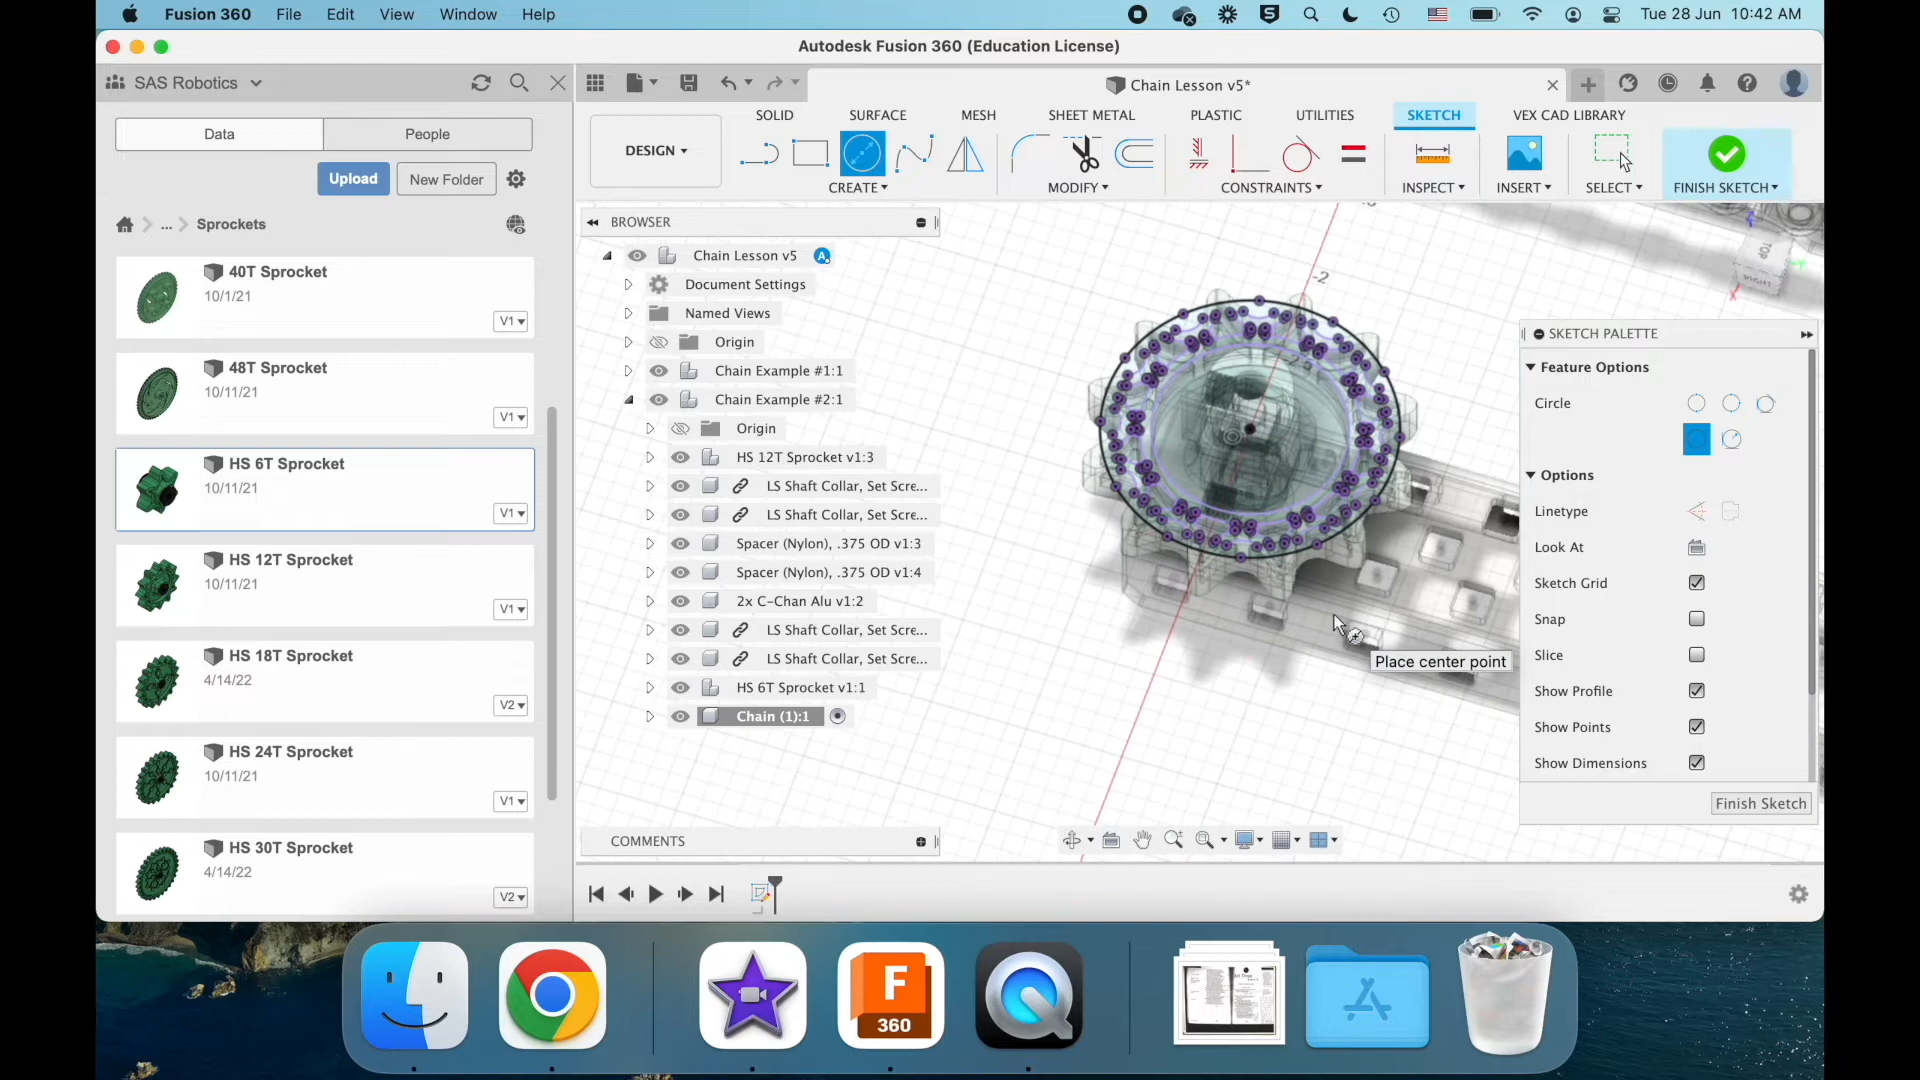 Fusion 360 File Edit View Window Help Tue 28 Jun 10:42 AM
Autodesk Fusion 360 (Education License)
SAS Robotics
Chain Lesson v5*
Data People
Upload New Folder
... Sprockets
40T Sprocket
10/1/21
V1
48T Sprocket
10/11/21
V1
HS 6T Sprocket
10/11/21
V1
HS 12T Sprocket
10/11/21
V1
HS 18T Sprocket
4/14/22
V2
HS 24T Sprocket
10/11/21
V1
HS 30T Sprocket
4/14/22
V2
SOLID SURFACE MESH SHEET METAL PLASTIC UTILITIES SKETCH VEX CAD LIBRARY
DESIGN
CREATE MODIFY CONSTRAINTS INSPECT INSERT SELECT FINISH SKETCH
BROWSER
Chain Lesson v5
Document Settings
Named Views
Origin
Chain Example #1:1
Chain Example #2:1
Origin
HS 12T Sprocket v1:3
LS Shaft Collar, Set Scre...
LS Shaft Collar, Set Scre...
Spacer (Nylon), .375 OD v1:3
Spacer (Nylon), .375 OD v1:4
2x C-Chan Alu v1:2
LS Shaft Collar, Set Scre...
LS Shaft Collar, Set Scre...
HS 6T Sprocket v1:1
Chain (1):1
COMMENTS
-2
TOP
RIGHT
Place center point
SKETCH PALETTE
Feature Options
Circle
Options
Linetype
Look At
Sketch Grid
Snap
Slice
Show Profile
Show Points
Show Dimensions
Finish Sketch
F
360